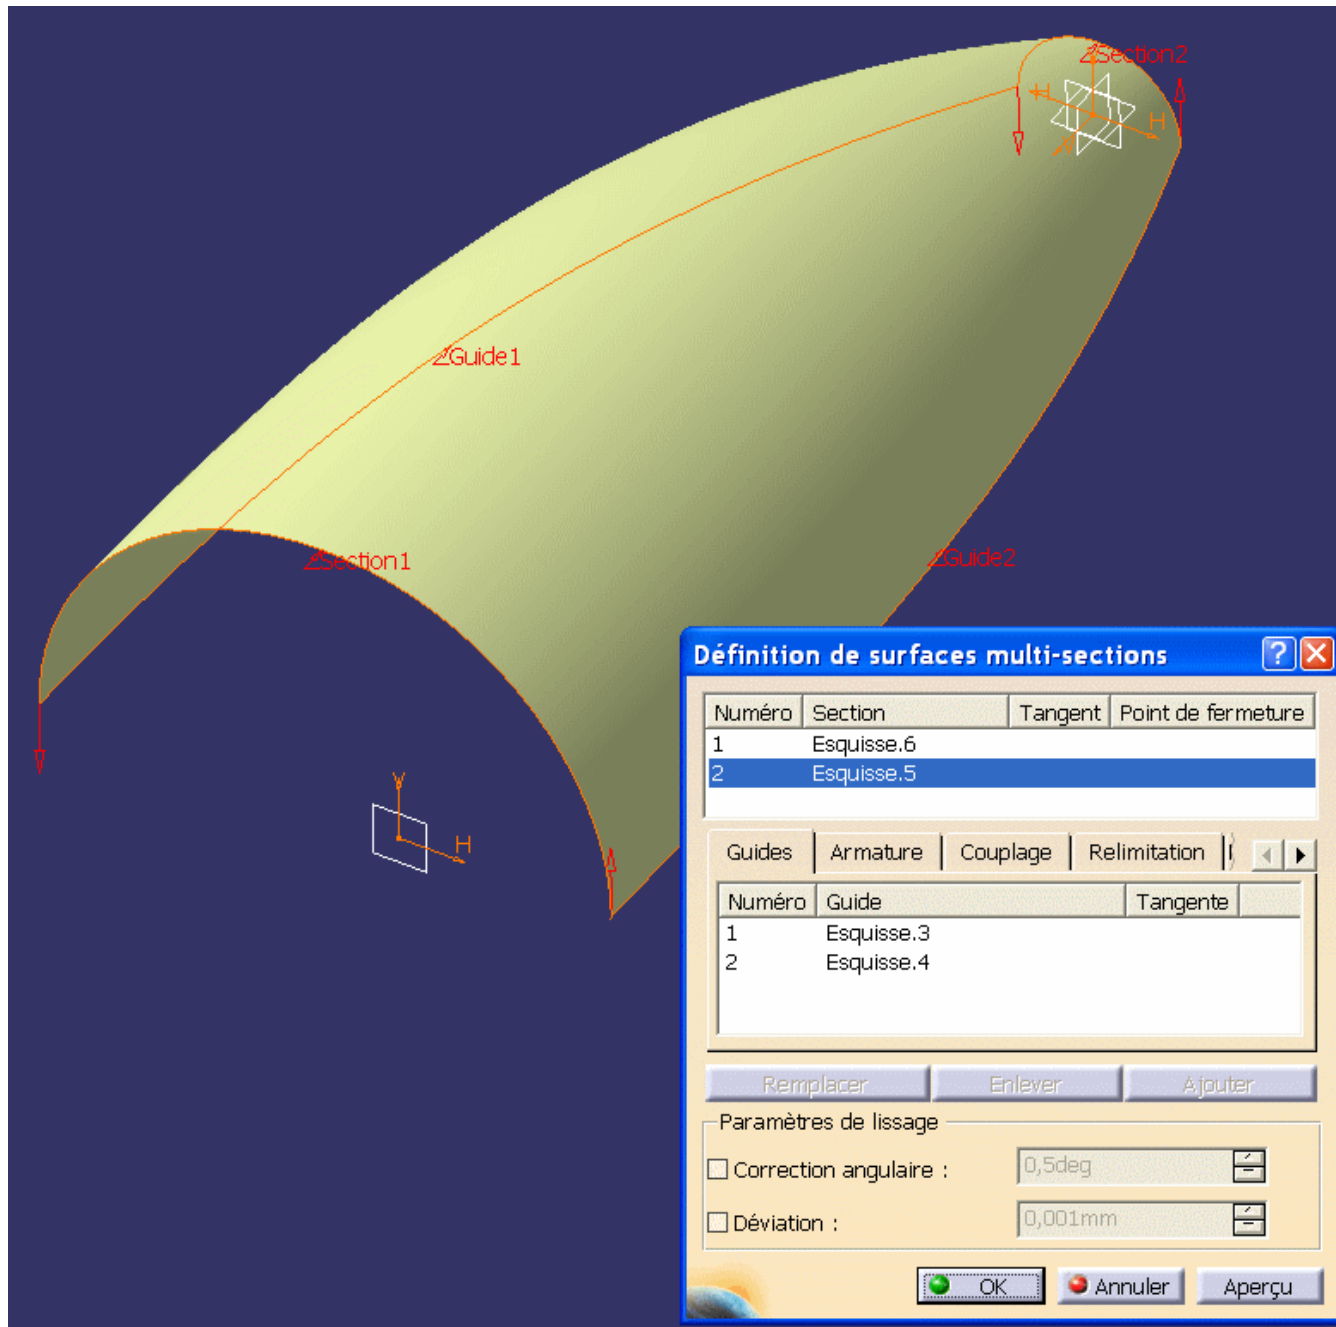 Section2
H
H
Guide1
Section1
Guide2
V
H
Définition de surfaces multi-sections
Numéro Section Tangent Point de fermeture
1 Esquisse.6
2 Esquisse.5
Guides Armature Couplage Relimitation
Numéro Guide Tangente
1 Esquisse.3
2 Esquisse.4
Remplacer Enlever Ajouter
Paramètres de lissage
Correction angulaire : 0,5deg
Déviation : 0,001mm
OK Annuler Aperçu